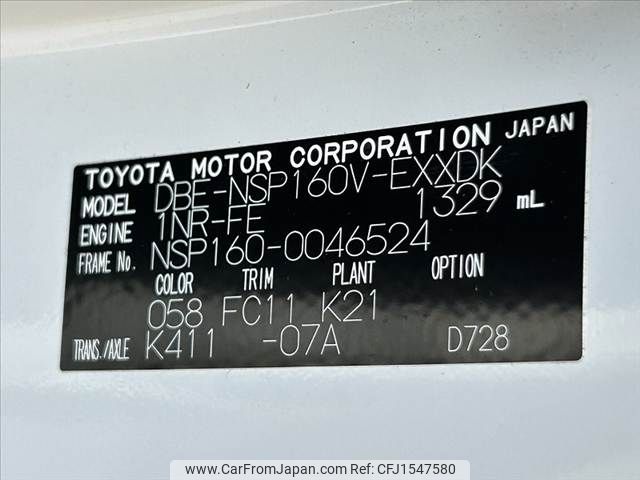 TOYOTA MOTOR CORPORATION JAPAN
MODEL DBE-NSP160V-EXXDK
ENGINE 1NR-FE 1329 mL
FRAME No. NSP160-0046524
COLOR TRIM PLANT OPTION
058 FC11 K21
TRANS./AXLE K411 -07A D728
www.CarFromJapan.com | CFJ1547580